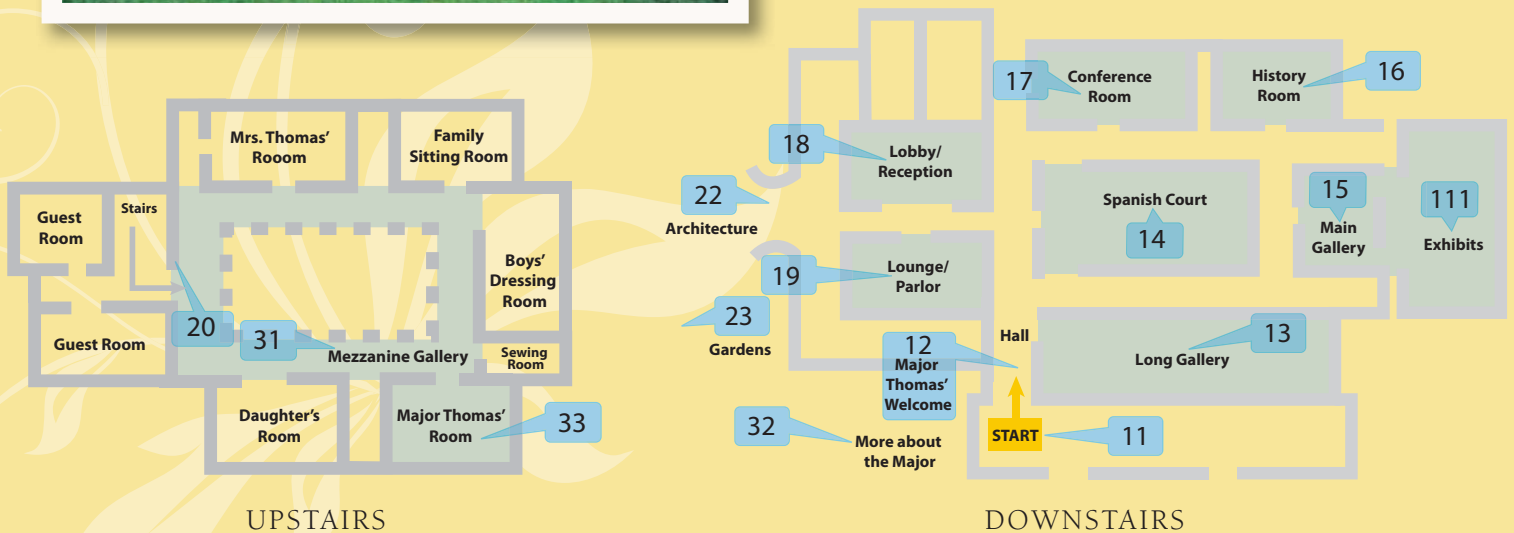 Mrs. Thomas'
Rooom
Family
Sitting Room
Guest
Room
Stairs
Boys'
Dressing
Room
20
31
Mezzanine Gallery
Guest Room
Sewing
Room
Daughter's
Room
Major Thomas'
Room
33
UPSTAIRS
17
Conference
Room
History
Room
16
18
Lobby/
Reception
22
Architecture
Spanish Court
14
15
Main
Gallery
111
Exhibits
19
Lounge/
Parlor
23
Gardens
12
Major
Thomas'
Welcome
Hall
13
Long Gallery
32
More about
the Major
START
11
DOWNSTAIRS